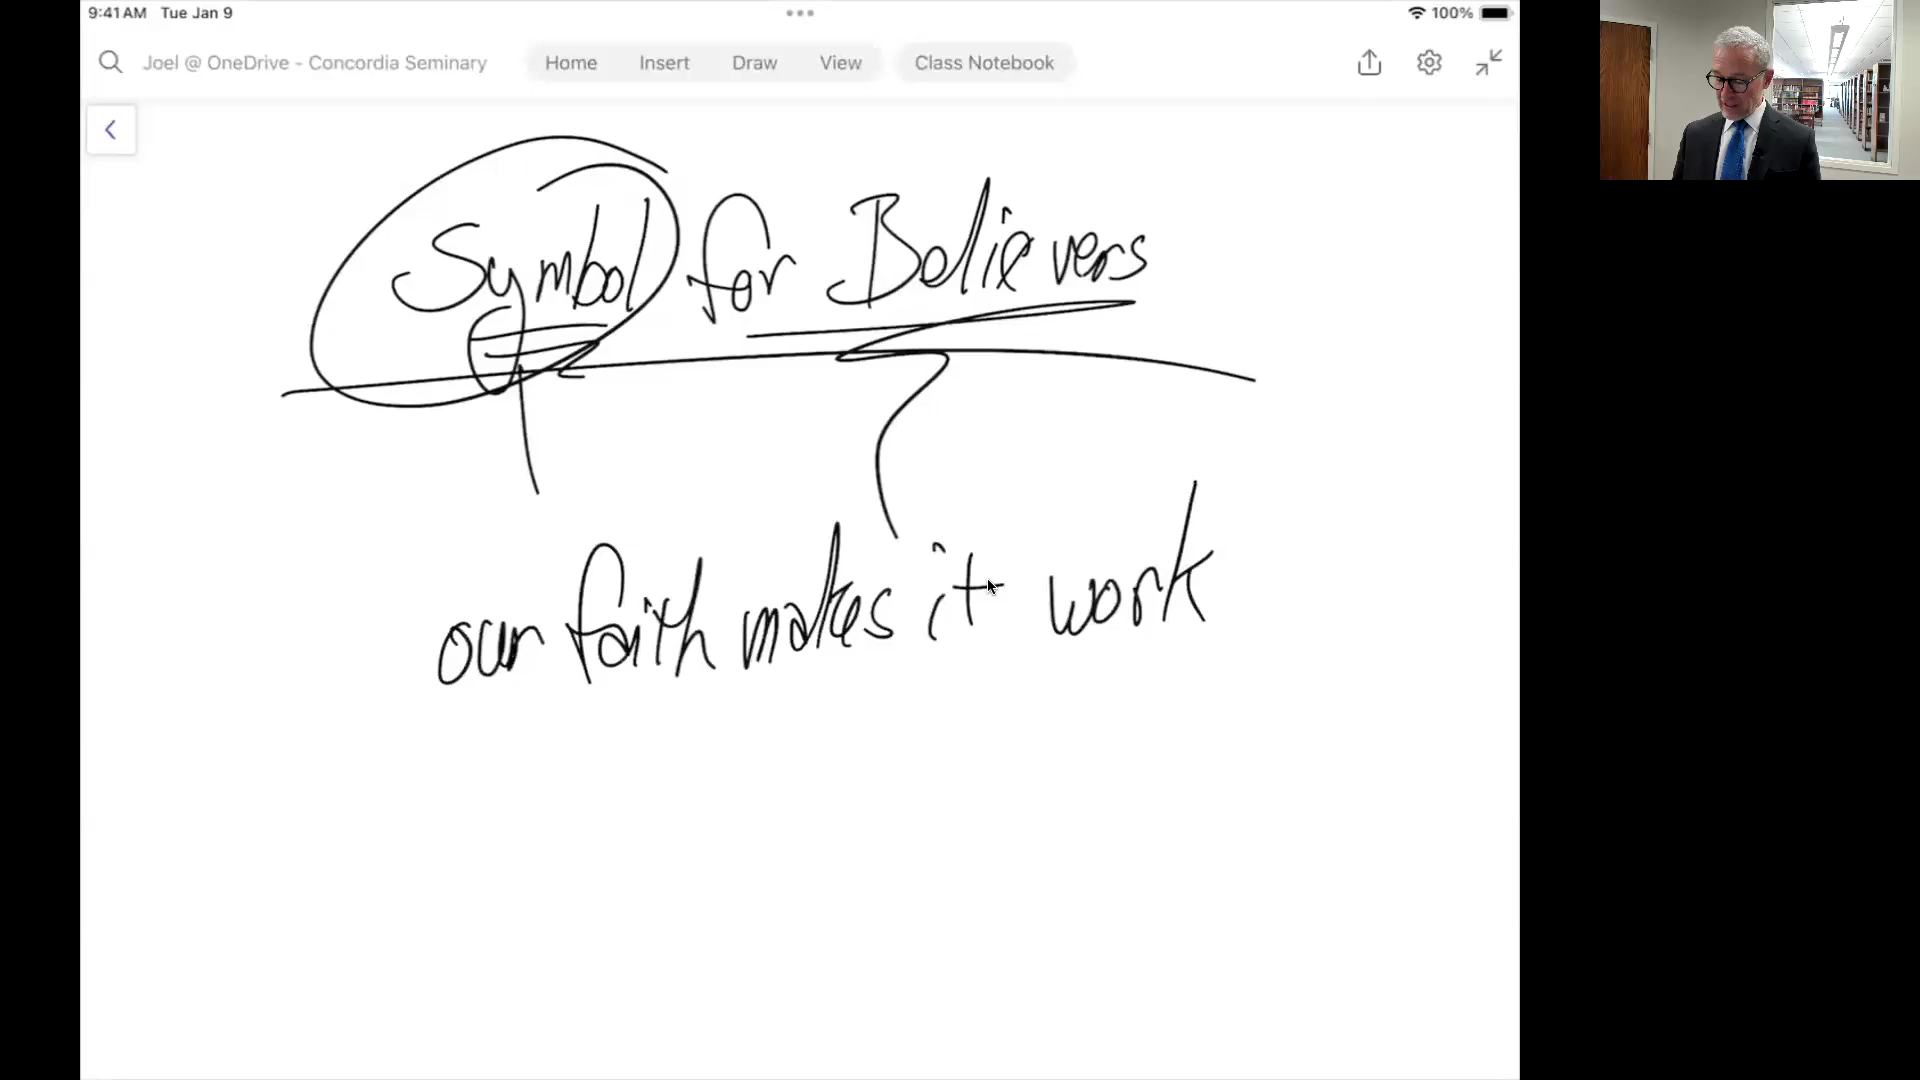 9:41 AM Tue Jan 9
100%
Joel @ OneDrive - Concordia Seminary Home Insert Draw View Class Notebook
Symbol for Believers
our faith makes it work